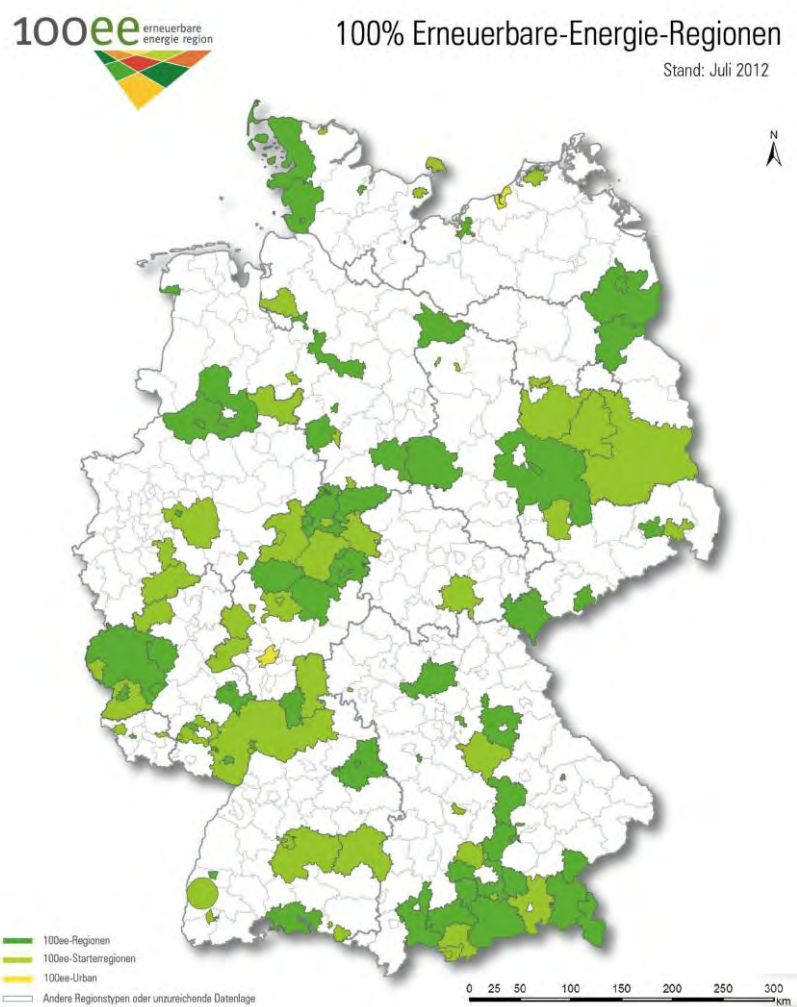 100ee erneuerbare
energie region
100% Erneuerbare-Energie-Regionen
Stand: Juli 2012
N
100ee-Regionen
100ee-Starterregionen
100ee-Urban
Andere Regionstypen oder unzureichende Datenlage
0 25 50 100 150 200 250 300
km